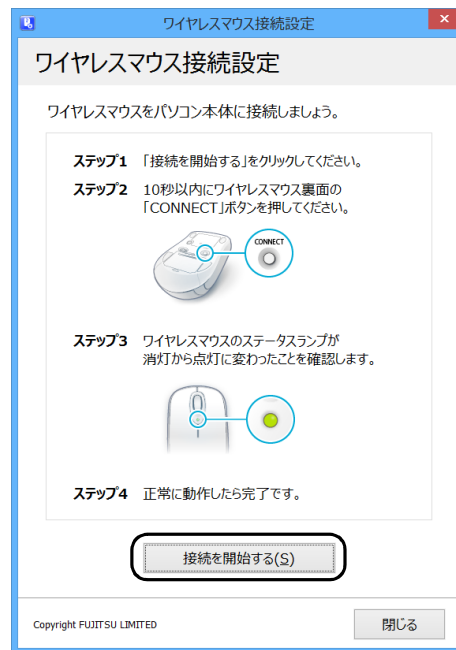 ワイヤレスマウス接続設定
ワイヤレスマウス接続設定
ワイヤレスマウスをパソコン本体に接続しましょう。
ステップ1 「接続を開始する」をクリックしてください。
ステップ2 10秒以内にワイヤレスマウス裏面の
「CONNECT」ボタンを押してください。
CONNECT
ステップ3 ワイヤレスマウスのステータスランプが
消灯から点灯に変わったことを確認します。
ステップ4 正常に動作したら完了です。
接続を開始する(S)
Copyright FUJITSU LIMITED
閉じる